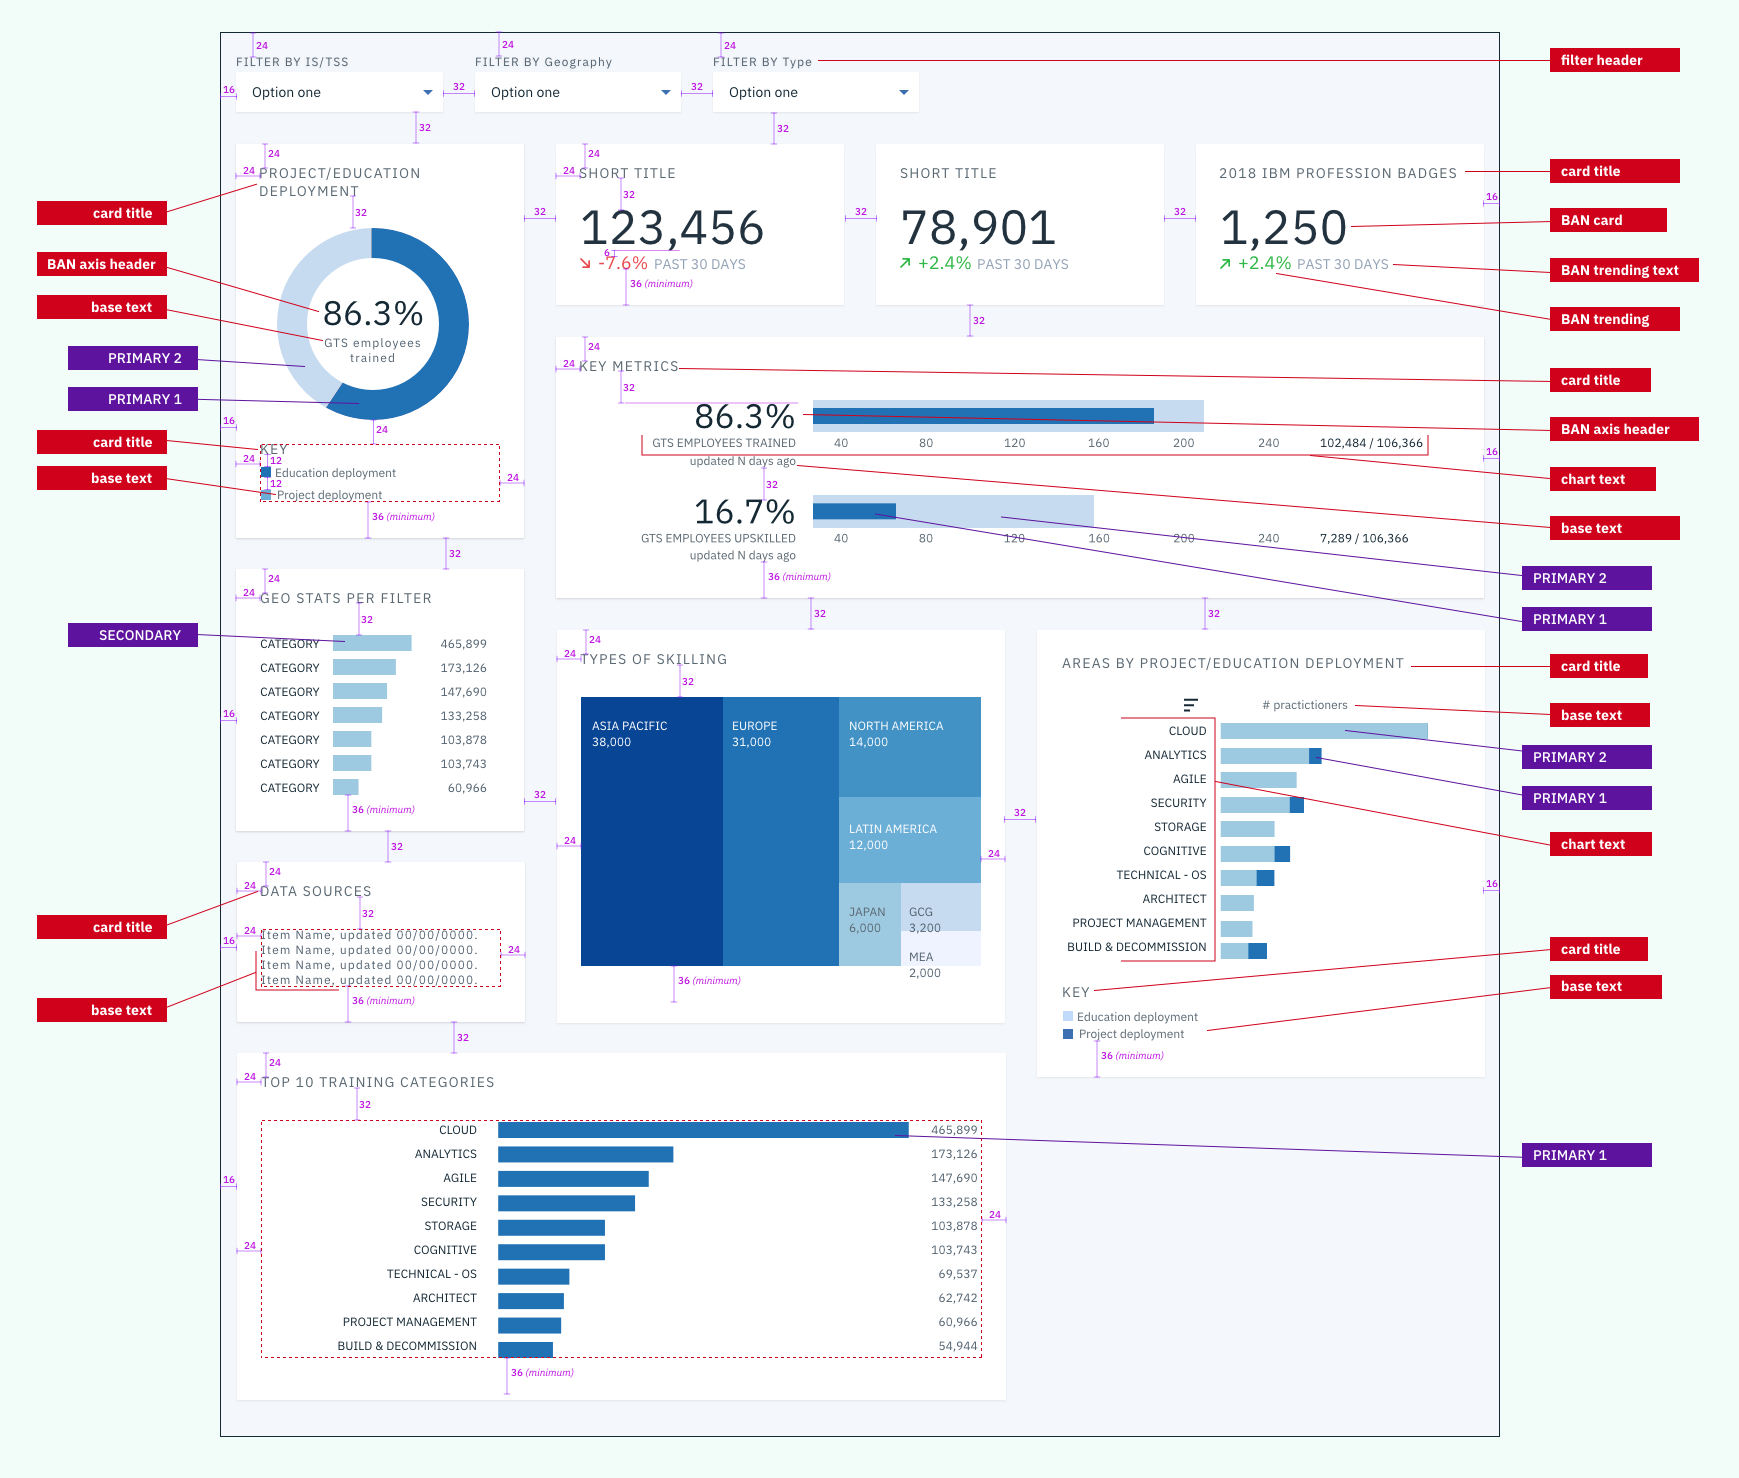 24
24
24
FILTER BY IS/TSS
FILTER BY Geography
FILTER BY Type
filter header
16
Option one
32
Option one
32
Option one
32
32
24
24
PROJECT/EDUCATION
DEPLOYMENT
32
card title
BAN axis header
base text
PRIMARY 2
PRIMARY 1
card title
base text
86.3%
GTS employees
trained
16
24
24
KEY
12
Education deployment
12
Project deployment
24
36 (minimum)
32
32
24
24
SHORT TITLE
32
123,456
6
-7.6% PAST 30 DAYS
36 (minimum)
32
SHORT TITLE
78,901
+2.4% PAST 30 DAYS
32
32
2018 IBM PROFESSION BADGES
1,250
+2.4% PAST 30 DAYS
16
card title
BAN card
BAN trending text
BAN trending
24
24
KEY METRICS
32
86.3%
GTS EMPLOYEES TRAINED
40 80 120 160 200 240
102,484 / 106,366
updated N days ago
32
16.7%
GTS EMPLOYEES UPSKILLED
40 80 120 160 200 240
7,289 / 106,366
updated N days ago
36 (minimum)
16
32
32
card title
BAN axis header
chart text
base text
PRIMARY 2
PRIMARY 1
24
24
GEO STATS PER FILTER
32
SECONDARY
CATEGORY 465,899
CATEGORY 173,126
CATEGORY 147,690
CATEGORY 133,258
CATEGORY 103,878
CATEGORY 103,743
CATEGORY 60,966
16
36 (minimum)
32
32
24
24
TYPES OF SKILLING
32
ASIA PACIFIC
38,000
EUROPE
31,000
NORTH AMERICA
14,000
LATIN AMERICA
12,000
JAPAN
6,000
GCG
3,200
MEA
2,000
24
24
36 (minimum)
32
AREAS BY PROJECT/EDUCATION DEPLOYMENT
# practictioners
CLOUD
ANALYTICS
AGILE
SECURITY
STORAGE
COGNITIVE
TECHNICAL - OS
ARCHITECT
PROJECT MANAGEMENT
BUILD & DECOMMISSION
KEY
Education deployment
Project deployment
36 (minimum)
16
card title
base text
PRIMARY 2
PRIMARY 1
chart text
card title
base text
24
24
DATA SOURCES
32
24
Item Name, updated 00/00/0000.
Item Name, updated 00/00/0000.
Item Name, updated 00/00/0000.
Item Name, updated 00/00/0000.
24
16
36 (minimum)
32
card title
base text
24
24
TOP 10 TRAINING CATEGORIES
32
CLOUD 465,899
ANALYTICS 173,126
AGILE 147,690
SECURITY 133,258
STORAGE 103,878
COGNITIVE 103,743
TECHNICAL - OS 69,537
ARCHITECT 62,742
PROJECT MANAGEMENT 60,966
BUILD & DECOMMISSION 54,944
16
24
24
36 (minimum)
PRIMARY 1